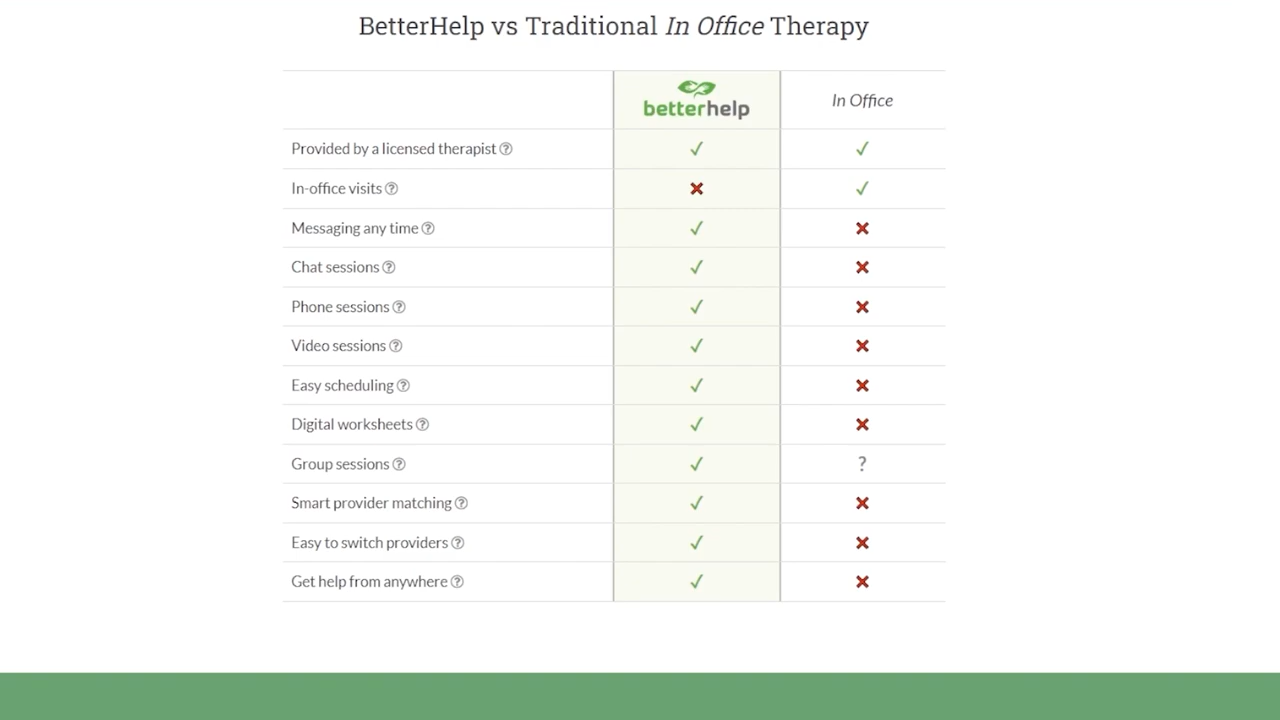 BetterHelp vs Traditional In Office Therapy
betterhelp In Office
Provided by a licensed therapist ? ✓ ✓
In-office visits ? ✗ ✓
Messaging any time ? ✓ ✗
Chat sessions ? ✓ ✗
Phone sessions ? ✓ ✗
Video sessions ? ✓ ✗
Easy scheduling ? ✓ ✗
Digital worksheets ? ✓ ✗
Group sessions ? ✓ ?
Smart provider matching ? ✓ ✗
Easy to switch providers ? ✓ ✗
Get help from anywhere ? ✓ ✗